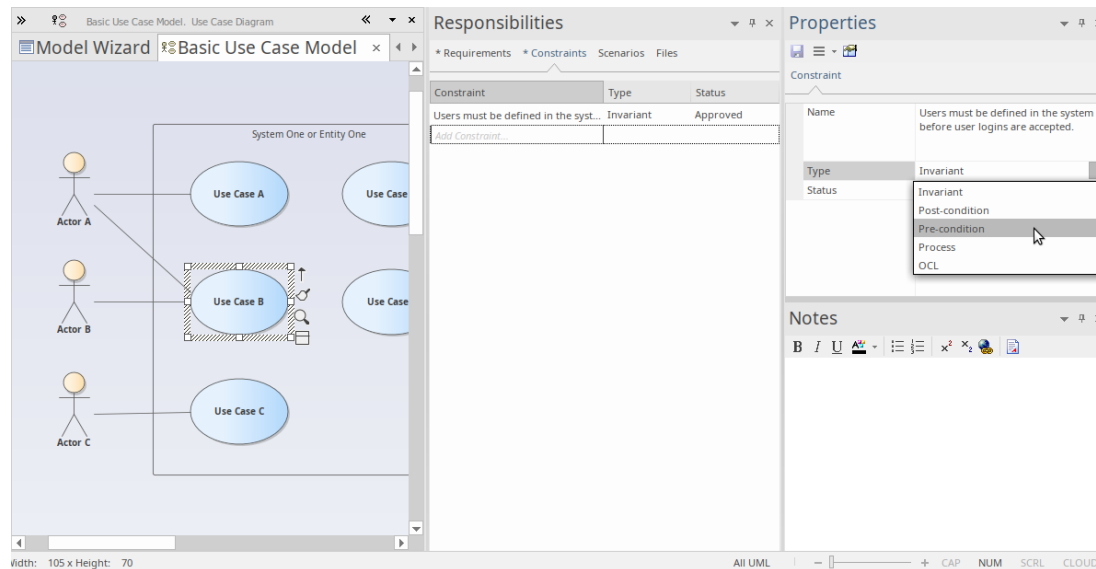 Basic Use Case Model. Use Case Diagram
Model Wizard
Basic Use Case Model
System One or Entity One
Actor A
Use Case A
Use Case
Actor B
Use Case B
Use Case
Actor C
Use Case C
Responsibilities
* Requirements * Constraints Scenarios Files
Constraint Type Status
Users must be defined in the syst... Invariant Approved
Add Constraint...
Properties
Constraint
Name Users must be defined in the system
before user logins are accepted.
Type Invariant
Status
Invariant
Post-condition
Pre-condition
Process
OCL
Notes
B I U A x² x₂
Width: 105 x Height: 70
All UML
CAP NUM SCRL CLOUD